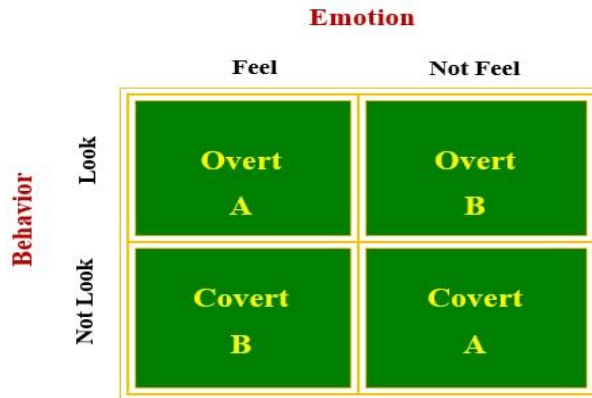 Emotion
Feel
Not Feel
Behavior
Look
Overt
A
Overt
B
Not Look
Covert
B
Covert
A